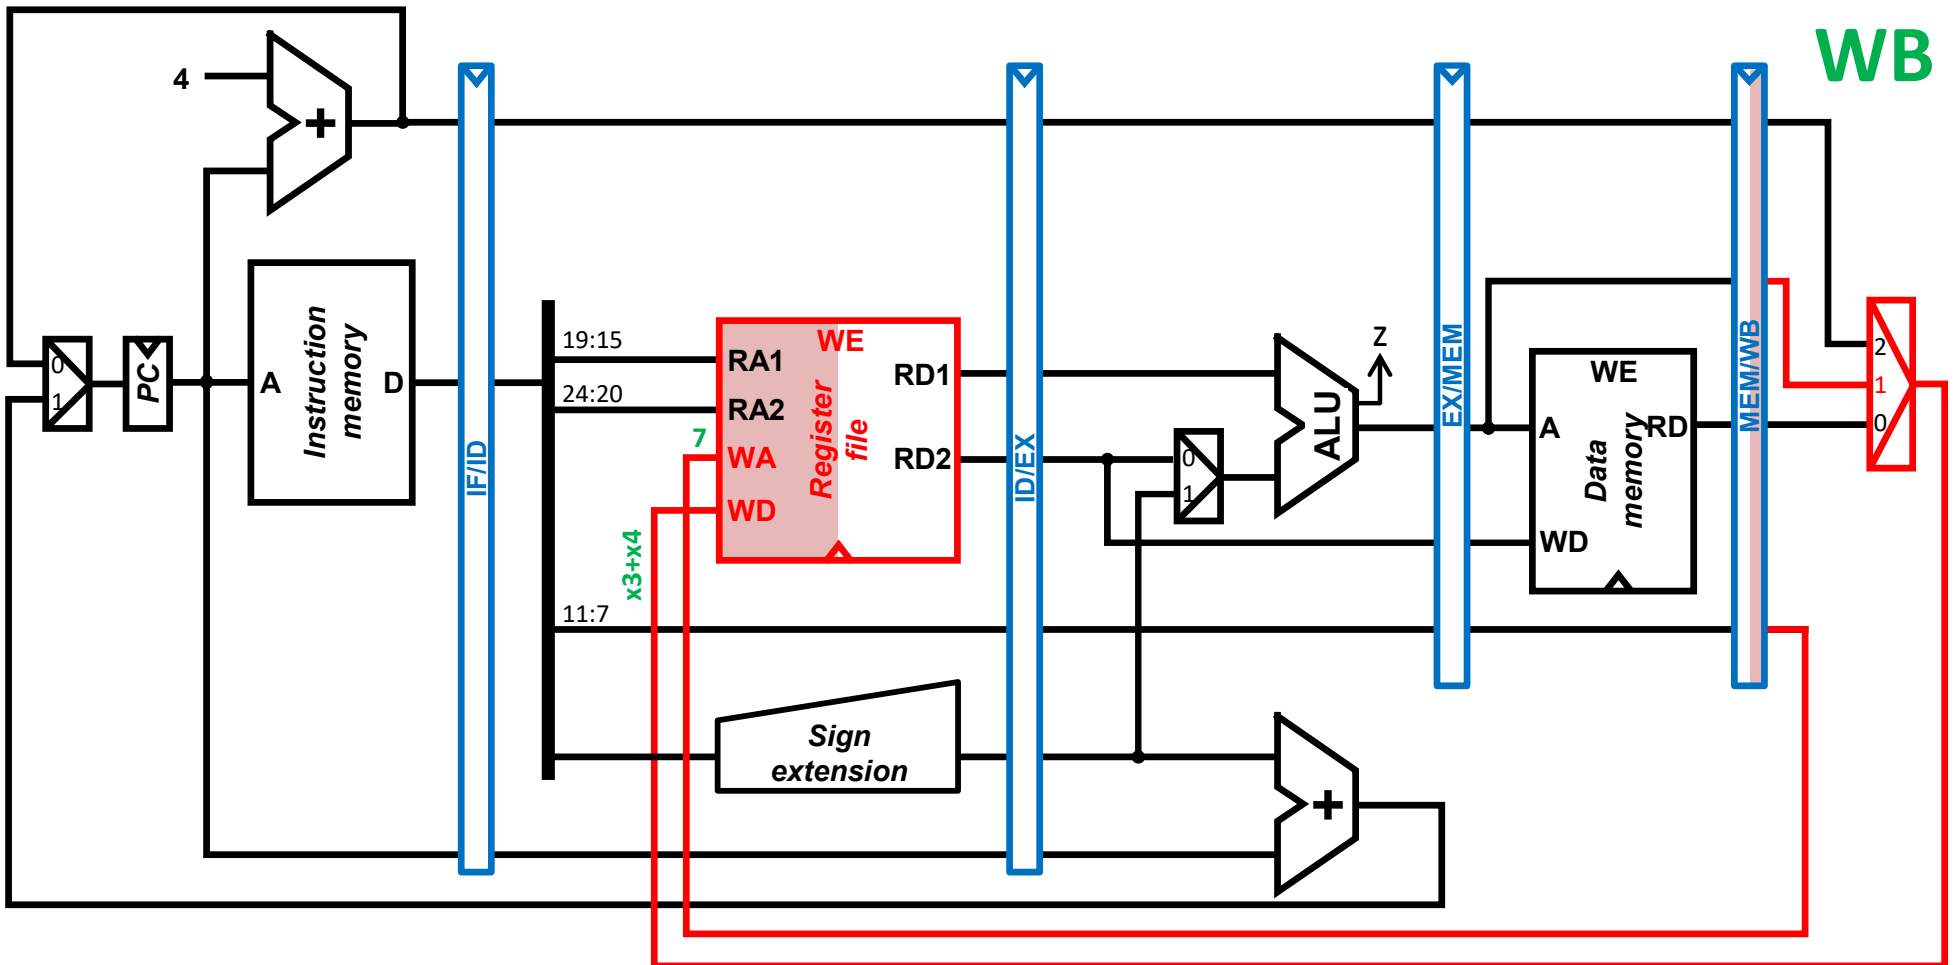 WB
4
+
IF/ID
ID/EX
EX/MEM
MEM/WB
0
1
PC
A
Instruction
memory
D
19:15
24:20
11:7
7
x3+x4
RA1
RA2
WA
WD
WE
Register
file
RD1
RD2
0
1
ALU
Z
A
WE
Data
memory
RD
WD
2
1
0
Sign
extension
+